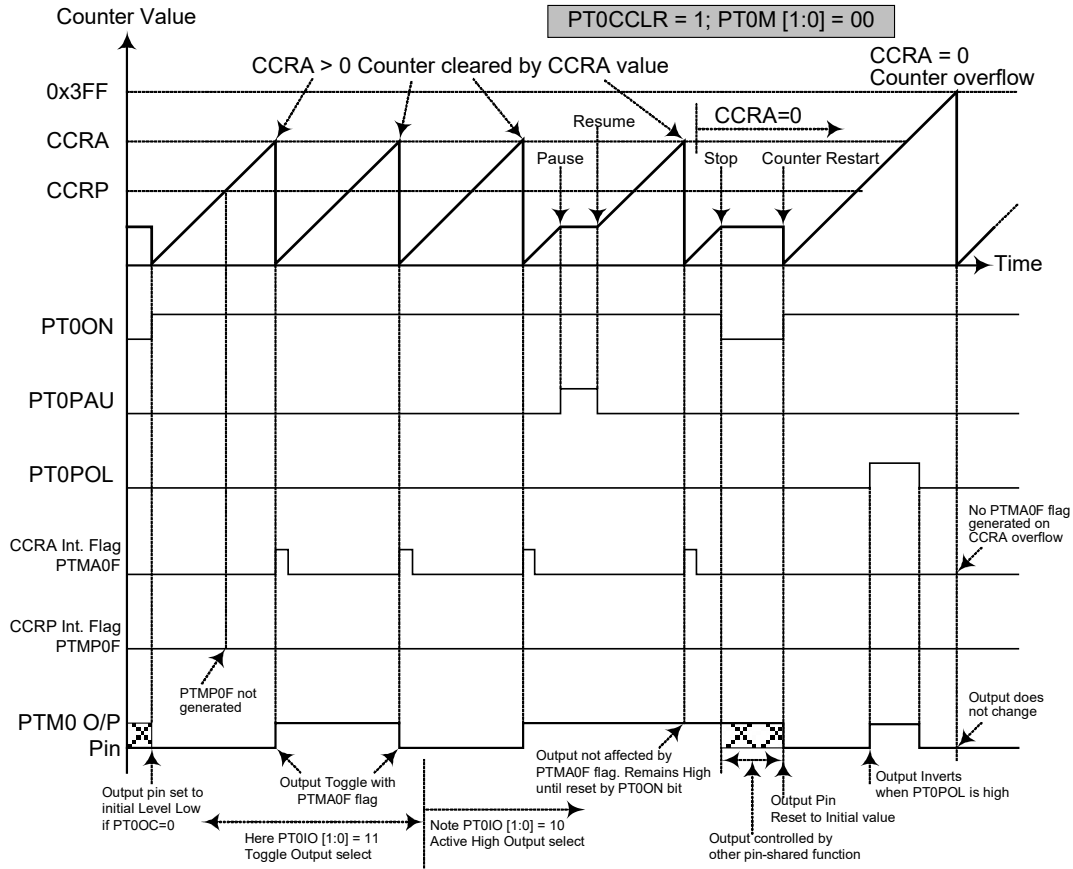 Counter Value
PT0CCLR = 1; PT0M [1:0] = 00
CCRA > 0 Counter cleared by CCRA value
CCRA = 0
Counter overflow
0x3FF
CCRA
CCRP
Resume
CCRA=0
Pause
Stop
Counter Restart
Time
PT0ON
PT0PAU
PT0POL
No PTMA0F flag
generated on
CCRA overflow
CCRA Int. Flag
PTMA0F
CCRP Int. Flag
PTMP0F
PTMP0F not
generated
PTM0 O/P
Pin
Output does
not change
Output pin set to
initial Level Low
if PT0OC=0
Output Toggle with
PTMA0F flag
Output not affected by
PTMA0F flag. Remains High
until reset by PT0ON bit
Output Inverts
when PT0POL is high
Output Pin
Reset to Initial value
Here PT0IO [1:0] = 11
Toggle Output select
Note PT0IO [1:0] = 10
Active High Output select
Output controlled by
other pin-shared function